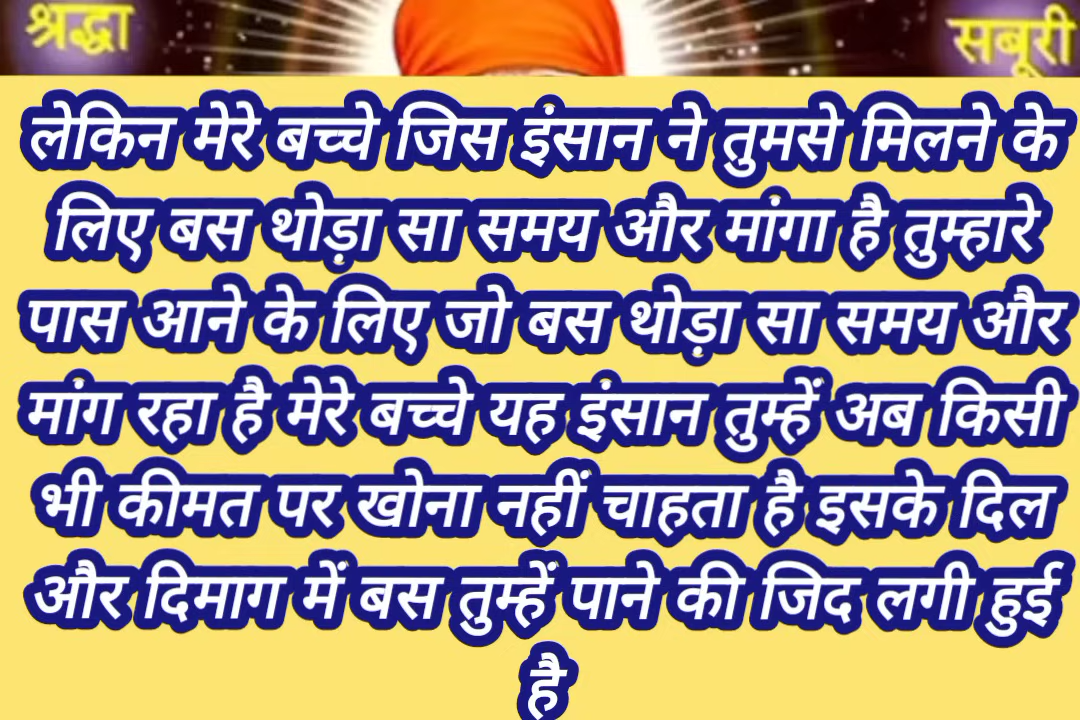 श्रद्धा
सबूरी
लेकिन मेरे बच्चे जिस इंसान ने तुमसे मिलने के
लिए बस थोड़ा सा समय और मांगा है तुम्हारे
पास आने के लिए जो बस थोड़ा सा समय और
मांग रहा है मेरे बच्चे यह इंसान तुम्हें अब किसी
भी कीमत पर खोना नहीं चाहता है इसके दिल
और दिमाग में बस तुम्हें पाने की जिद लगी हुई
है